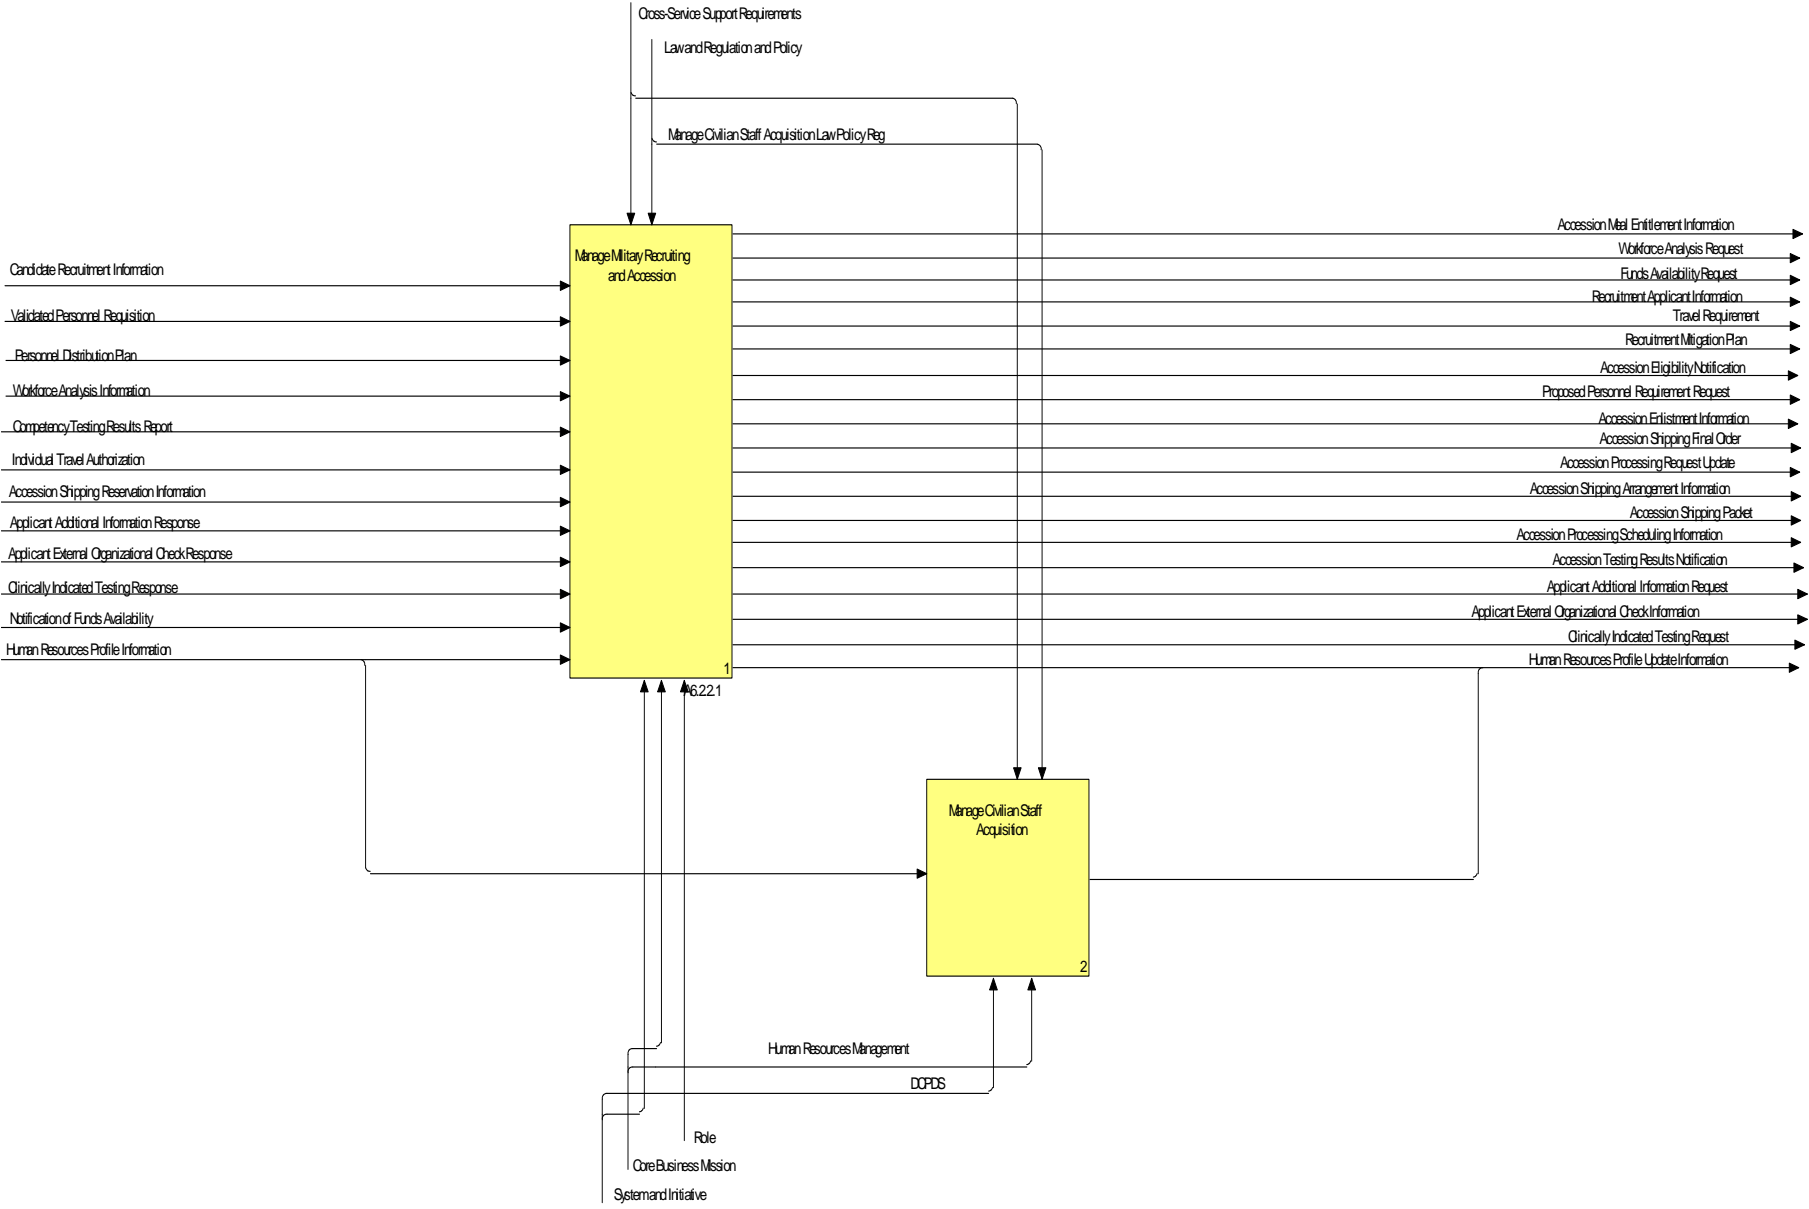 Cross-Service Support Requirements
Law and Regulation and Policy
Manage Civilian Staff Acquisition Law Policy Reg
Manage Military Recruiting
and Accession
1
A6.2.2.1
Candidate Recruitment Information
Validated Personnel Requisition
Personnel Distribution Plan
Workforce Analysis Information
Competency Testing Results Report
Individual Travel Authorization
Accession Shipping Reservation Information
Applicant Additional Information Response
Applicant External Organizational Check Response
Clinically Indicated Testing Response
Notification of Funds Availability
Human Resources Profile Information
Accession Meal Entitlement Information
Workforce Analysis Request
Funds Availability Request
Recruitment Applicant Information
Travel Requirement
Recruitment Mitigation Plan
Accession Eligibility Notification
Proposed Personnel Requirement Request
Accession Enlistment Information
Accession Shipping Final Order
Accession Processing Request Update
Accession Shipping Arrangement Information
Accession Shipping Packet
Accession Processing Scheduling Information
Accession Testing Results Notification
Applicant Additional Information Request
Applicant External Organizational Check Information
Clinically Indicated Testing Request
Human Resources Profile Update Information
Manage Civilian Staff
Acquisition
2
Human Resources Management
DCPDS
Role
Core Business Mission
System and Initiative